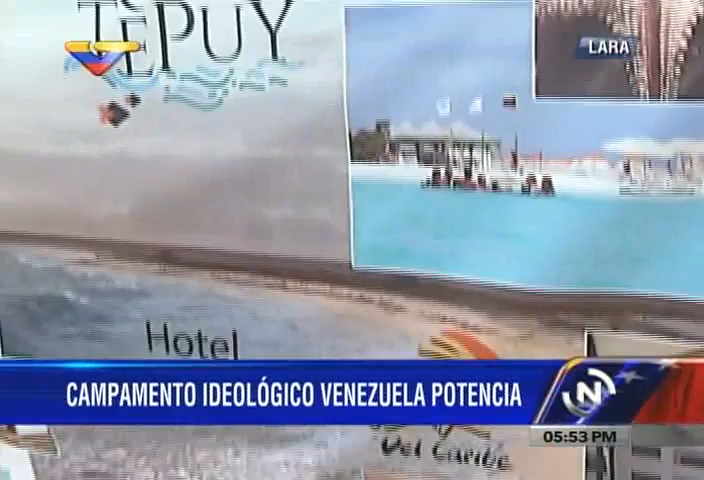 TEPUY
LARA
Hotel
CAMPAMENTO IDEOLÓGICO VENEZUELA POTENCIA
N
05:53 PM
Del Caribe